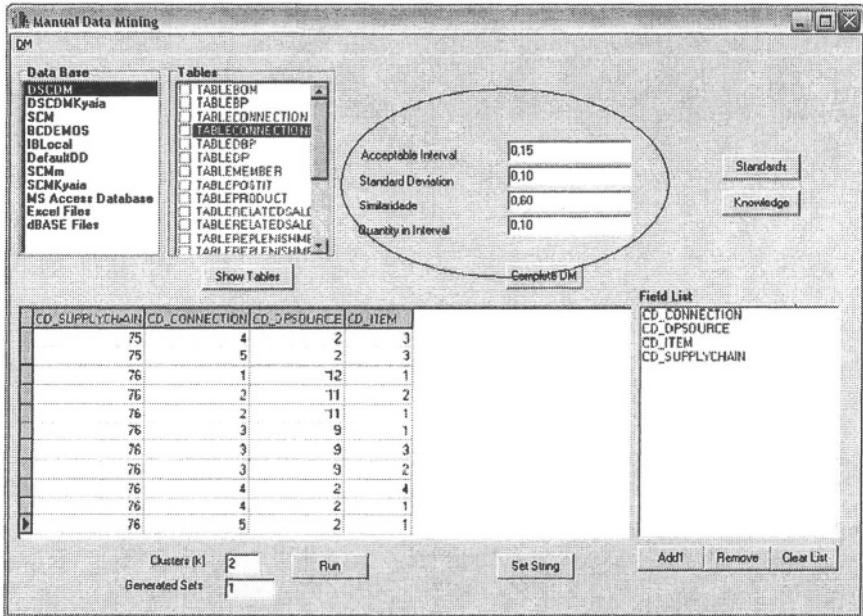 Manual Data Mining
DM
Data Base
DSCDM
DSCDMKyaia
SCM
BCDEMOS
IBLocal
DefaultDD
SCMm
SCMKyaia
MS Access Database
Excel Files
dBASE Files
Tables
TABLEBOM
TABLEBP
TABLECONNECTION
TABLECONNECTIONI
TABLEDBP
TABLEDP
TABLEMEMBER
TABLEPOSTIT
TABLEPRODUCT
TABLERELATEDSALE
TABLERELATEDSALE
TABLEREPLENISHME
TABLEREPLENISHME
Show Tables
Acceptable Interval 0,15
Standard Deviation 0,10
Similaridade 0,60
Quantity in Interval 0,10
Complete DM
Standards
Knowledge
CD_SUPPLYCHAIN CD_CONNECTION CD_DPSOURCE CD_ITEM
75 4 2 3
75 5 2 3
76 1 12 1
76 2 11 2
76 2 11 1
76 3 9 1
76 3 9 3
76 3 9 2
76 4 2 4
76 4 2 1
76 5 2 1
Field List
CD_CONNECTION
CD_DPSOURCE
CD_ITEM
CD_SUPPLYCHAIN
Clusters (k) 2
Generated Sets 1
Run
Set String
Add1 Remove Clear List